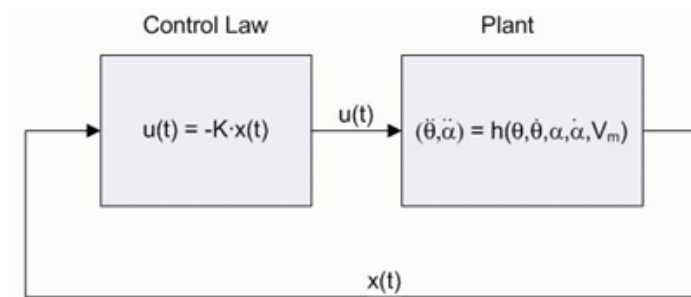 Control Law
Plant
u(t) = -K·x(t)
u(t)
(θ̈,α̈) = h(θ,θ̇,α,α̇,Vₘ)
x(t)